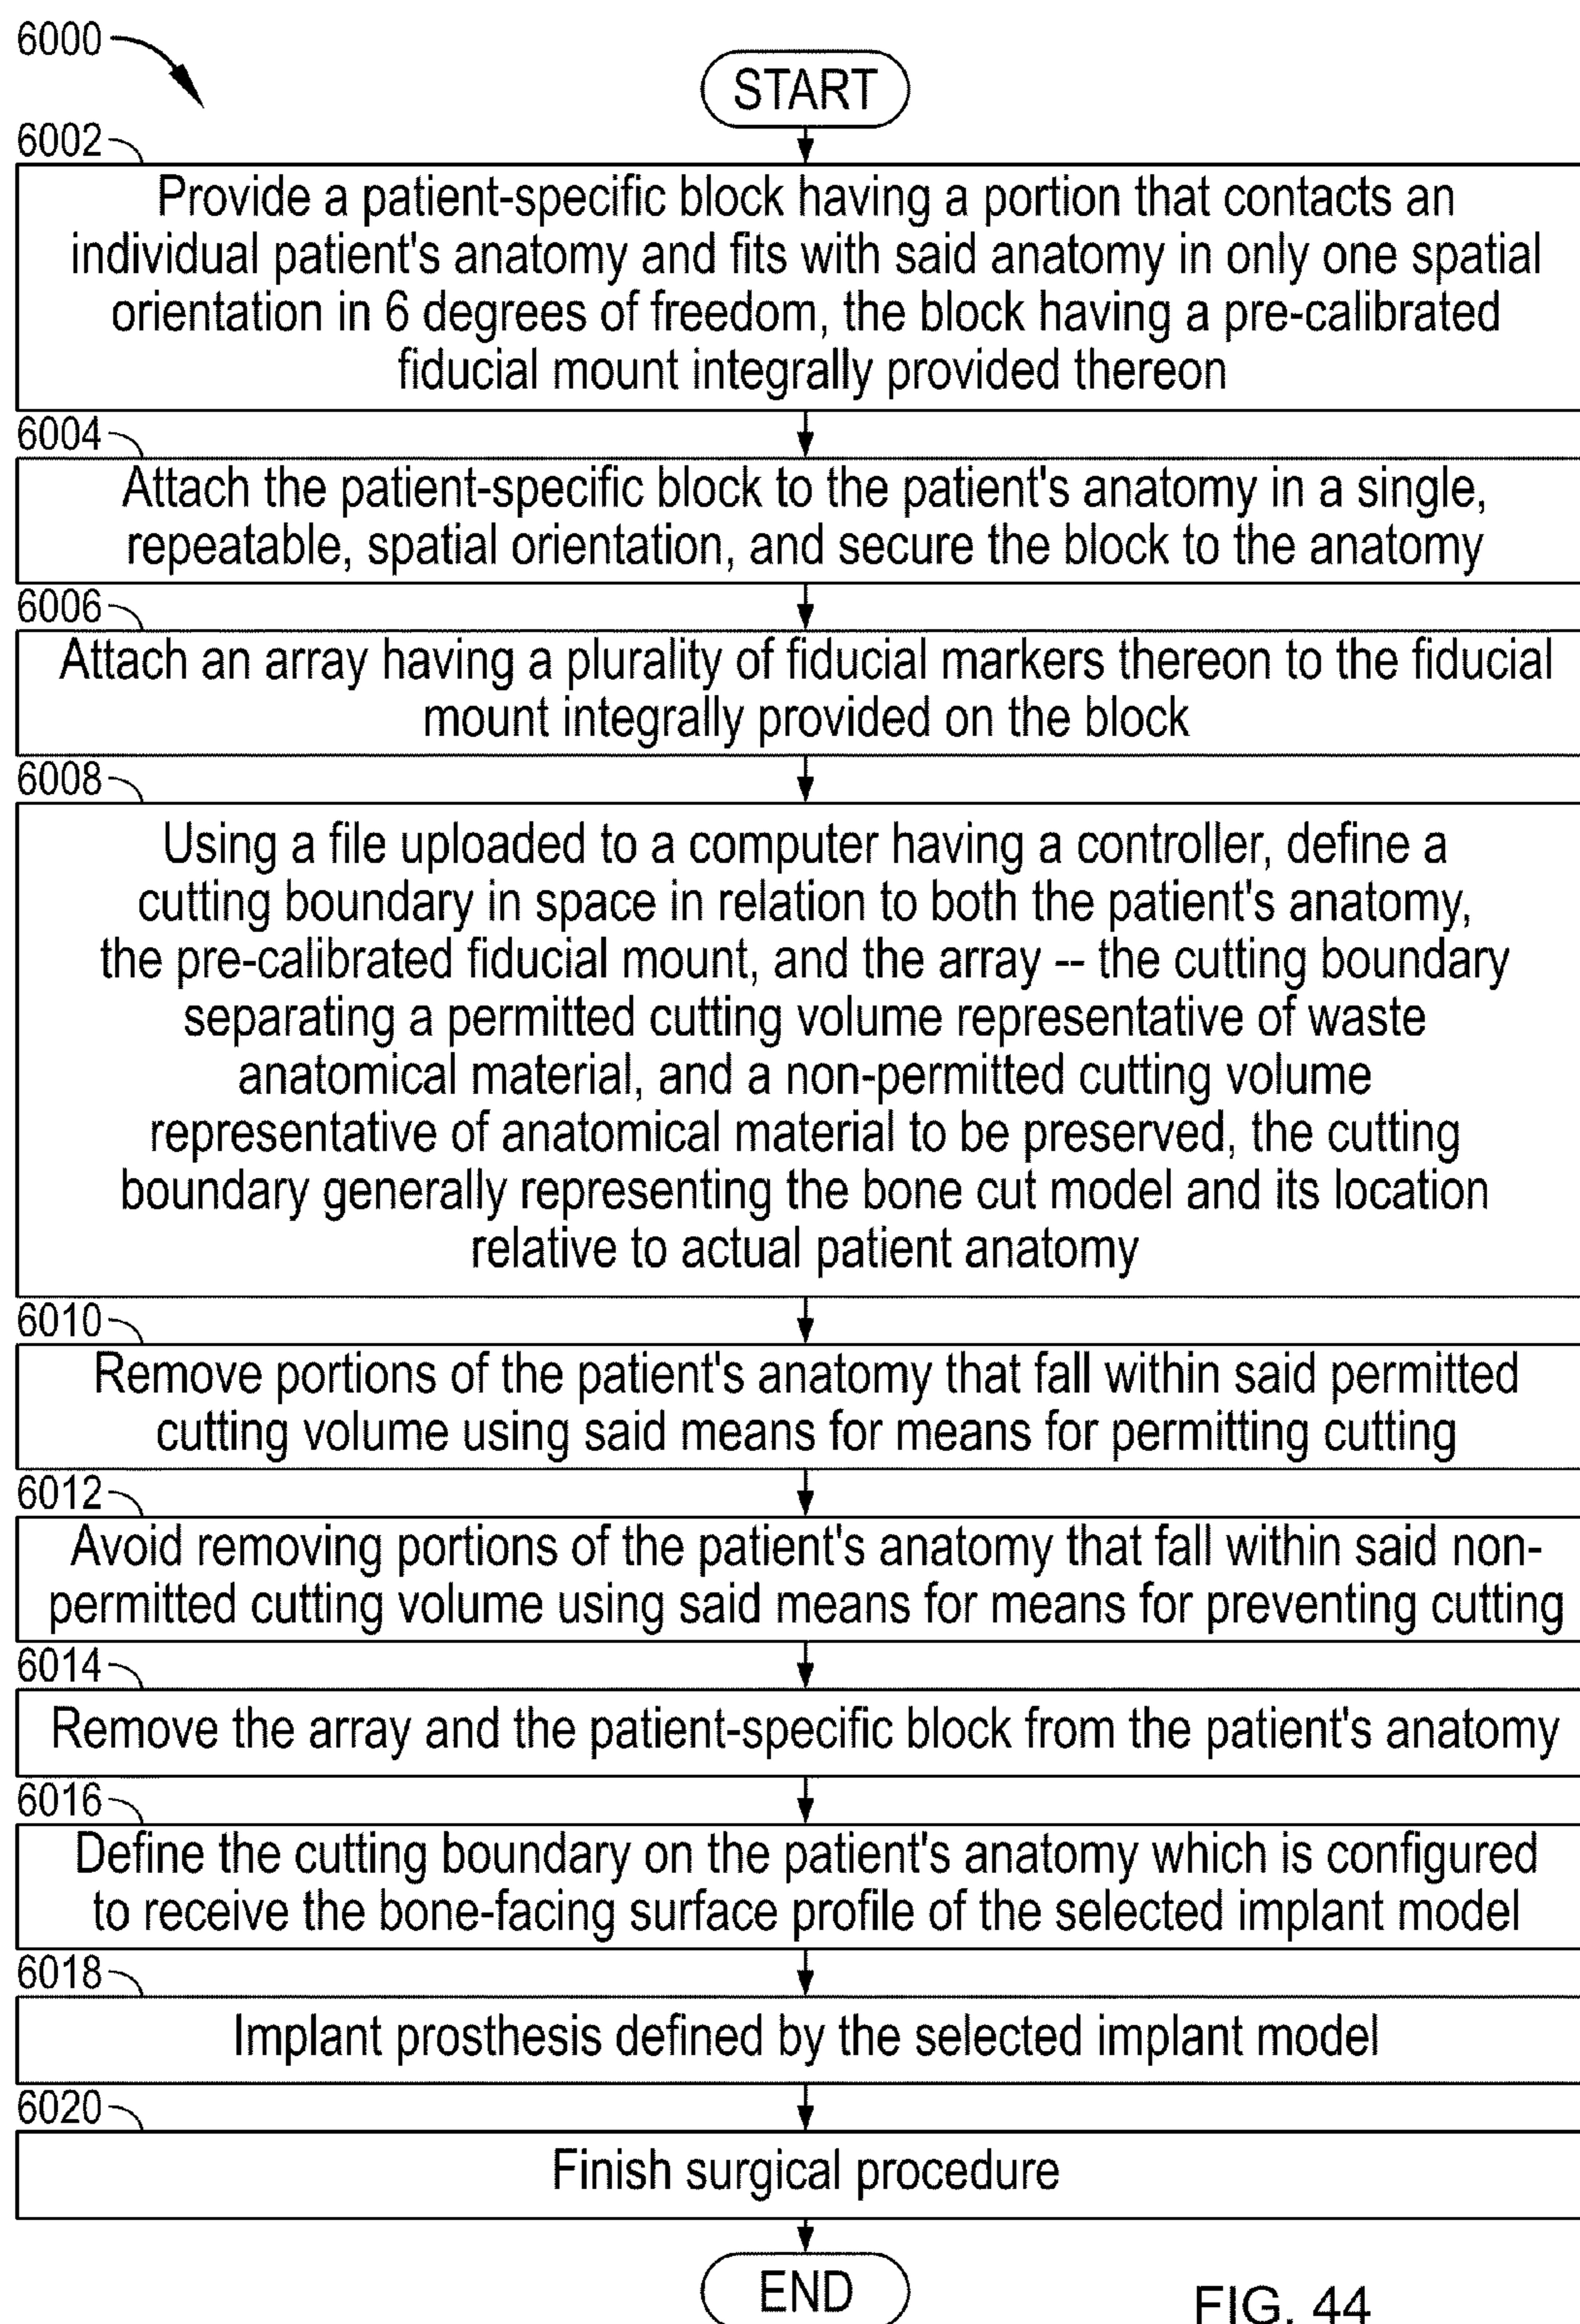 6000
START
6002
Provide a patient-specific block having a portion that contacts an
individual patient's anatomy and fits with said anatomy in only one spatial
orientation in 6 degrees of freedom, the block having a pre-calibrated
fiducial mount integrally provided thereon
6004
Attach the patient-specific block to the patient's anatomy in a single,
repeatable, spatial orientation, and secure the block to the anatomy
6006
Attach an array having a plurality of fiducial markers thereon to the fiducial
mount integrally provided on the block
6008
Using a file uploaded to a computer having a controller, define a
cutting boundary in space in relation to both the patient's anatomy,
the pre-calibrated fiducial mount, and the array -- the cutting boundary
separating a permitted cutting volume representative of waste
anatomical material, and a non-permitted cutting volume
representative of anatomical material to be preserved, the cutting
boundary generally representing the bone cut model and its location
relative to actual patient anatomy
6010
Remove portions of the patient's anatomy that fall within said permitted
cutting volume using said means for means for permitting cutting
6012
Avoid removing portions of the patient's anatomy that fall within said non-
permitted cutting volume using said means for means for preventing cutting
6014
Remove the array and the patient-specific block from the patient's anatomy
6016
Define the cutting boundary on the patient's anatomy which is configured
to receive the bone-facing surface profile of the selected implant model
6018
Implant prosthesis defined by the selected implant model
6020
Finish surgical procedure
END
FIG. 44